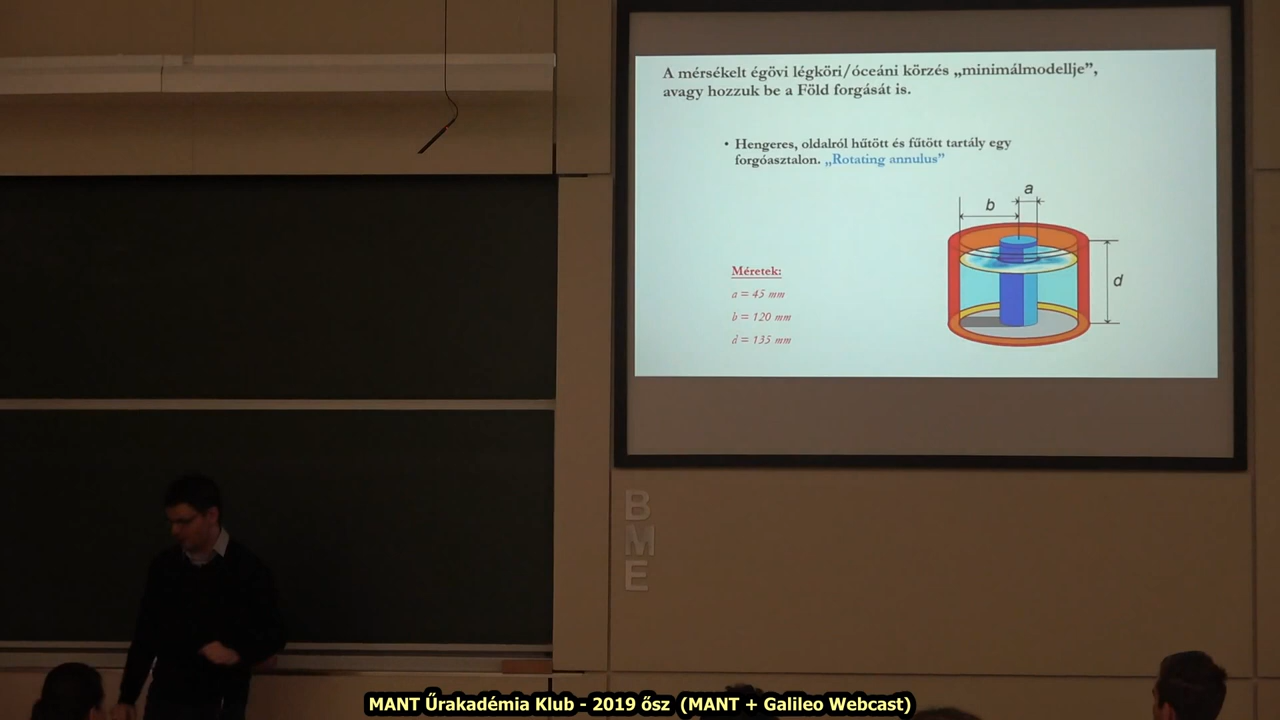 A mérsékelt égövi légköri/óceáni körzés „minimálmodellje”,
avagy hozzuk be a Föld forgását is.
• Hengeres, oldalról hűtött és fűtött tartály egy
forgóasztalon. „Rotating annulus”
a
b
d
Méretek:
a = 45 mm
b = 120 mm
d = 135 mm
B
M
E
MANT Űrakadémia Klub - 2019 ősz (MANT + Galileo Webcast)